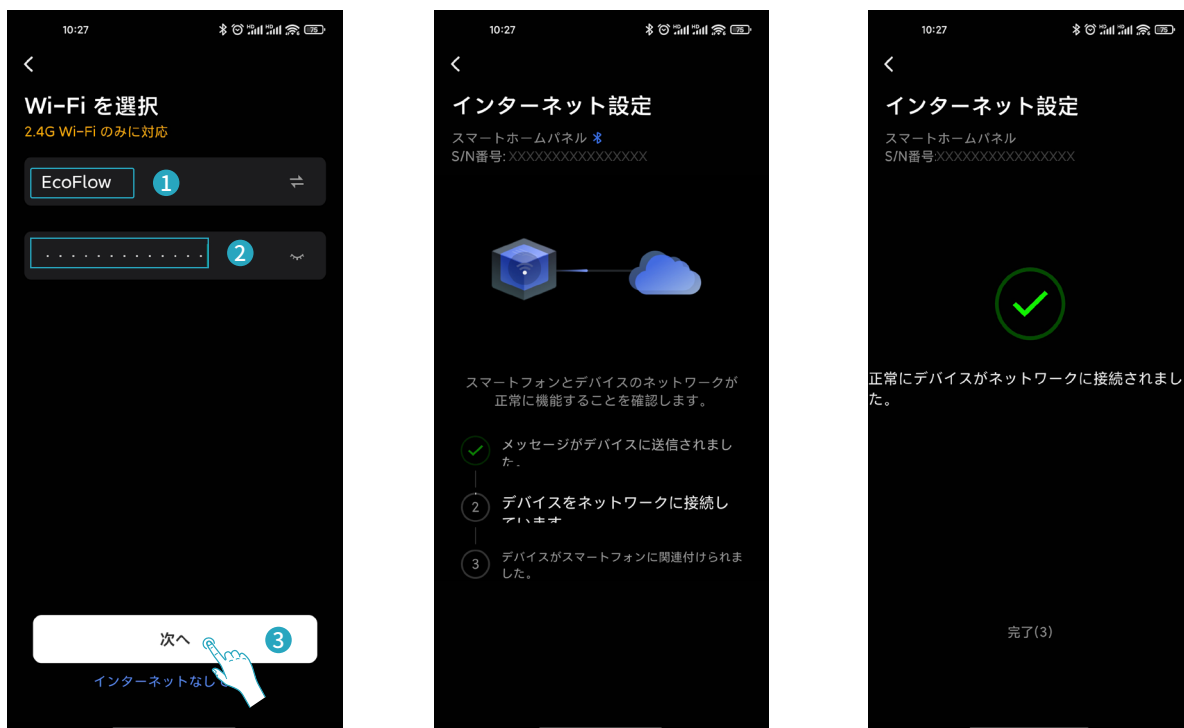 10:27
75
Wi-Fi を選択
2.4G Wi-Fi のみに対応
EcoFlow
1
2
次へ
3
インターネットなし
10:27
75
インターネット設定
スマートホームパネル
S/N番号:XXXXXXXXXXXXXXXXX
スマートフォンとデバイスのネットワークが
正常に機能することを確認します。
メッセージがデバイスに送信されまし
た。
2
デバイスをネットワークに接続し
ています
3
デバイスがスマートフォンに関連付けられま
した。
10:27
75
インターネット設定
スマートホームパネル
S/N番号:XXXXXXXXXXXXXXXXX
正常にデバイスがネットワークに接続されまし
た。
完了(3)